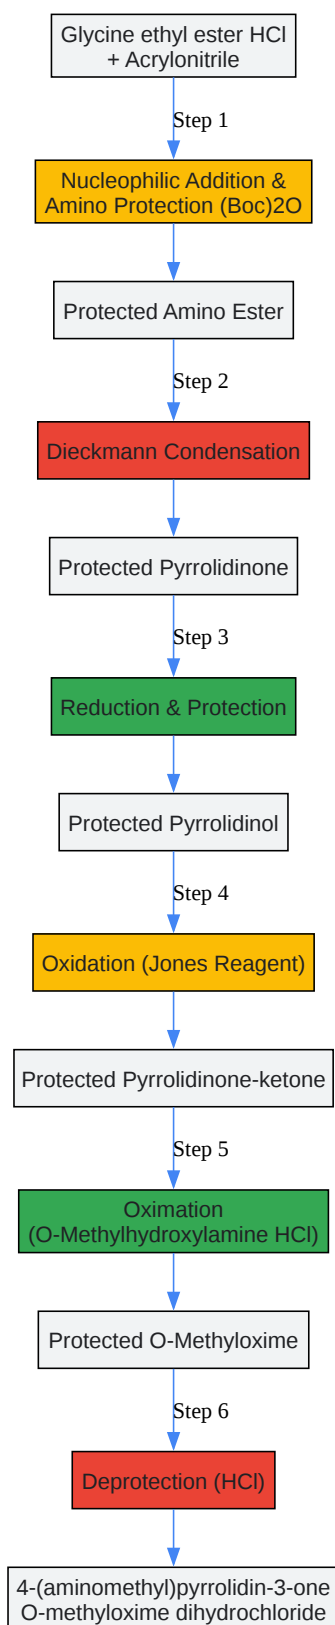 Glycine ethyl ester HCl
+ Acrylonitrile
Step 1
Nucleophilic Addition &
Amino Protection (Boc)2O
Protected Amino Ester
Step 2
Dieckmann Condensation
Protected Pyrrolidinone
Step 3
Reduction & Protection
Protected Pyrrolidinol
Step 4
Oxidation (Jones Reagent)
Protected Pyrrolidinone-ketone
Step 5
Oximation
(O-Methylhydroxylamine HCl)
Protected O-Methyloxime
Step 6
Deprotection (HCl)
4-(aminomethyl)pyrrolidin-3-one
O-methyloxime dihydrochloride